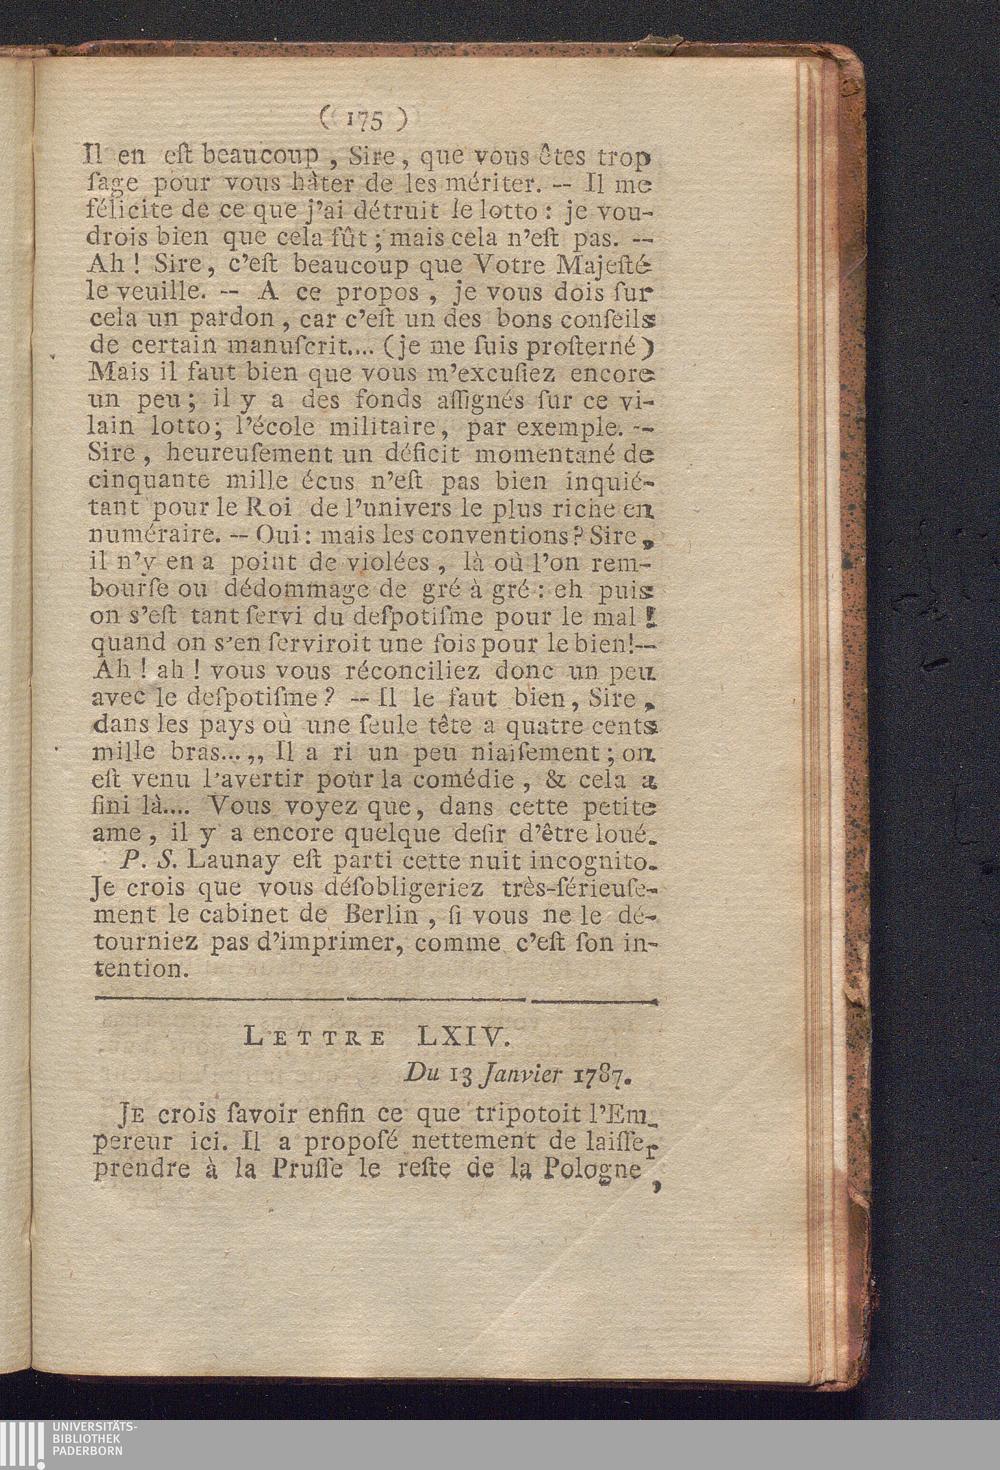 ( 175 )
Il en eſt beaucoup , Sire, que vous êtes trop
ſage pour vous hâter de les mériter. -- Il me
félicite de ce que j'ai détruit le lotto : je vou-
drois bien que cela fût ; mais cela n'eſt pas. --
Ah ! Sire, c'eſt beaucoup que Votre Majeſté
le veuille. -- A ce propos , je vous dois ſur
cela un pardon , car c'eſt un des bons conſeils
de certain manuſcrit.... (je me ſuis proſterné)
Mais il faut bien que vous m'excuſiez encore
un peu ; il y a des fonds aſſignés ſur ce vi-
lain lotto; l'école militaire, par exemple. --
Sire , heureuſement un déficit momentané de
cinquante mille écus n'eſt pas bien inquié-
tant pour le Roi de l'univers le plus riche en
numéraire. -- Oui : mais les conventions ? Sire,
il n'y en a point de violées , là où l'on rem-
bourſe ou dédommage de gré à gré : eh puis
on s'eſt tant ſervi du deſpotiſme pour le mal !
quand on s'en ſerviroit une fois pour le bien!--
Ah ! ah ! vous vous réconciliez donc un peu
avec le deſpotiſme ? -- Il le faut bien, Sire,
dans les pays où une ſeule tête a quatre cents
mille bras... ,, Il a ri un peu niaiſement ; on
eſt venu l'avertir pour la comédie , & cela a
fini là.... Vous voyez que, dans cette petite
ame , il y a encore quelque deſir d'être loué.
P. S. Launay eſt parti cette nuit incognito.
Je crois que vous déſobligeriez très-ſérieuſe-
ment le cabinet de Berlin , ſi vous ne le dé-
tourniez pas d'imprimer, comme c'eſt ſon in-
tention.
LETTRE LXIV.
Du 13 Janvier 1787.
JE crois ſavoir enfin ce que tripotoit l'Em-
pereur ici. Il a propoſé nettement de laiſſer
prendre à la Pruſſe le reſte de la Pologne ,
UNIVERSITÄTS-
BIBLIOTHEK
PADERBORN